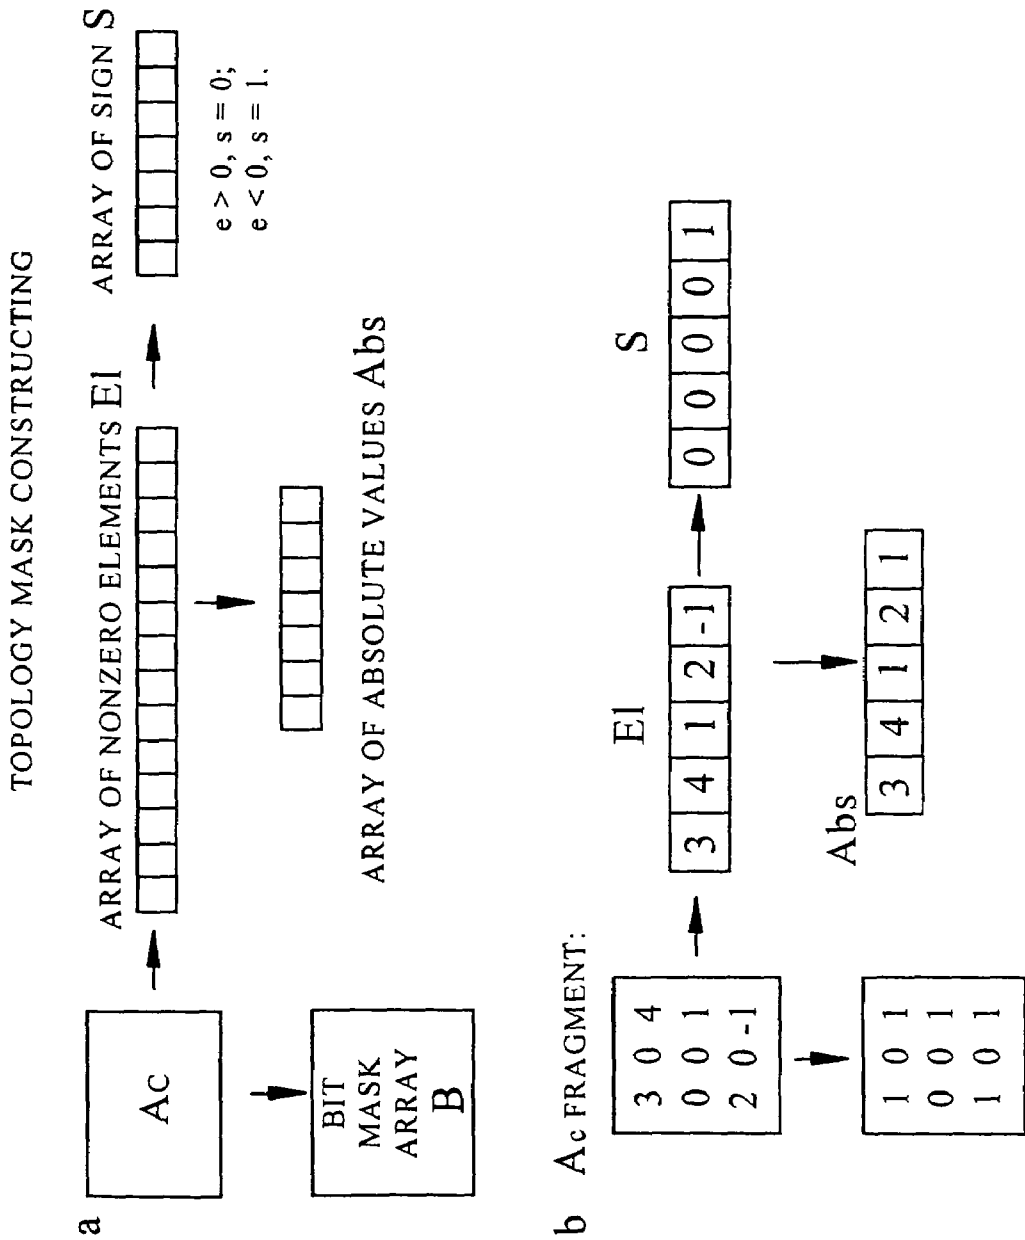 TOPOLOGY MASK CONSTRUCTING
a
Ac
ARRAY OF NONZERO ELEMENTS El
ARRAY OF SIGN S
e > 0, s = 0;
e < 0, s = 1.
BIT
MASK
ARRAY
B
ARRAY OF ABSOLUTE VALUES Abs
b Ac FRAGMENT:
3 0 4
0 0 1
2 0 -1
El
3 4 1 2 -1
S
0 0 0 0 1
1 0 1
0 0 1
1 0 1
Abs
3 4 1 2 1